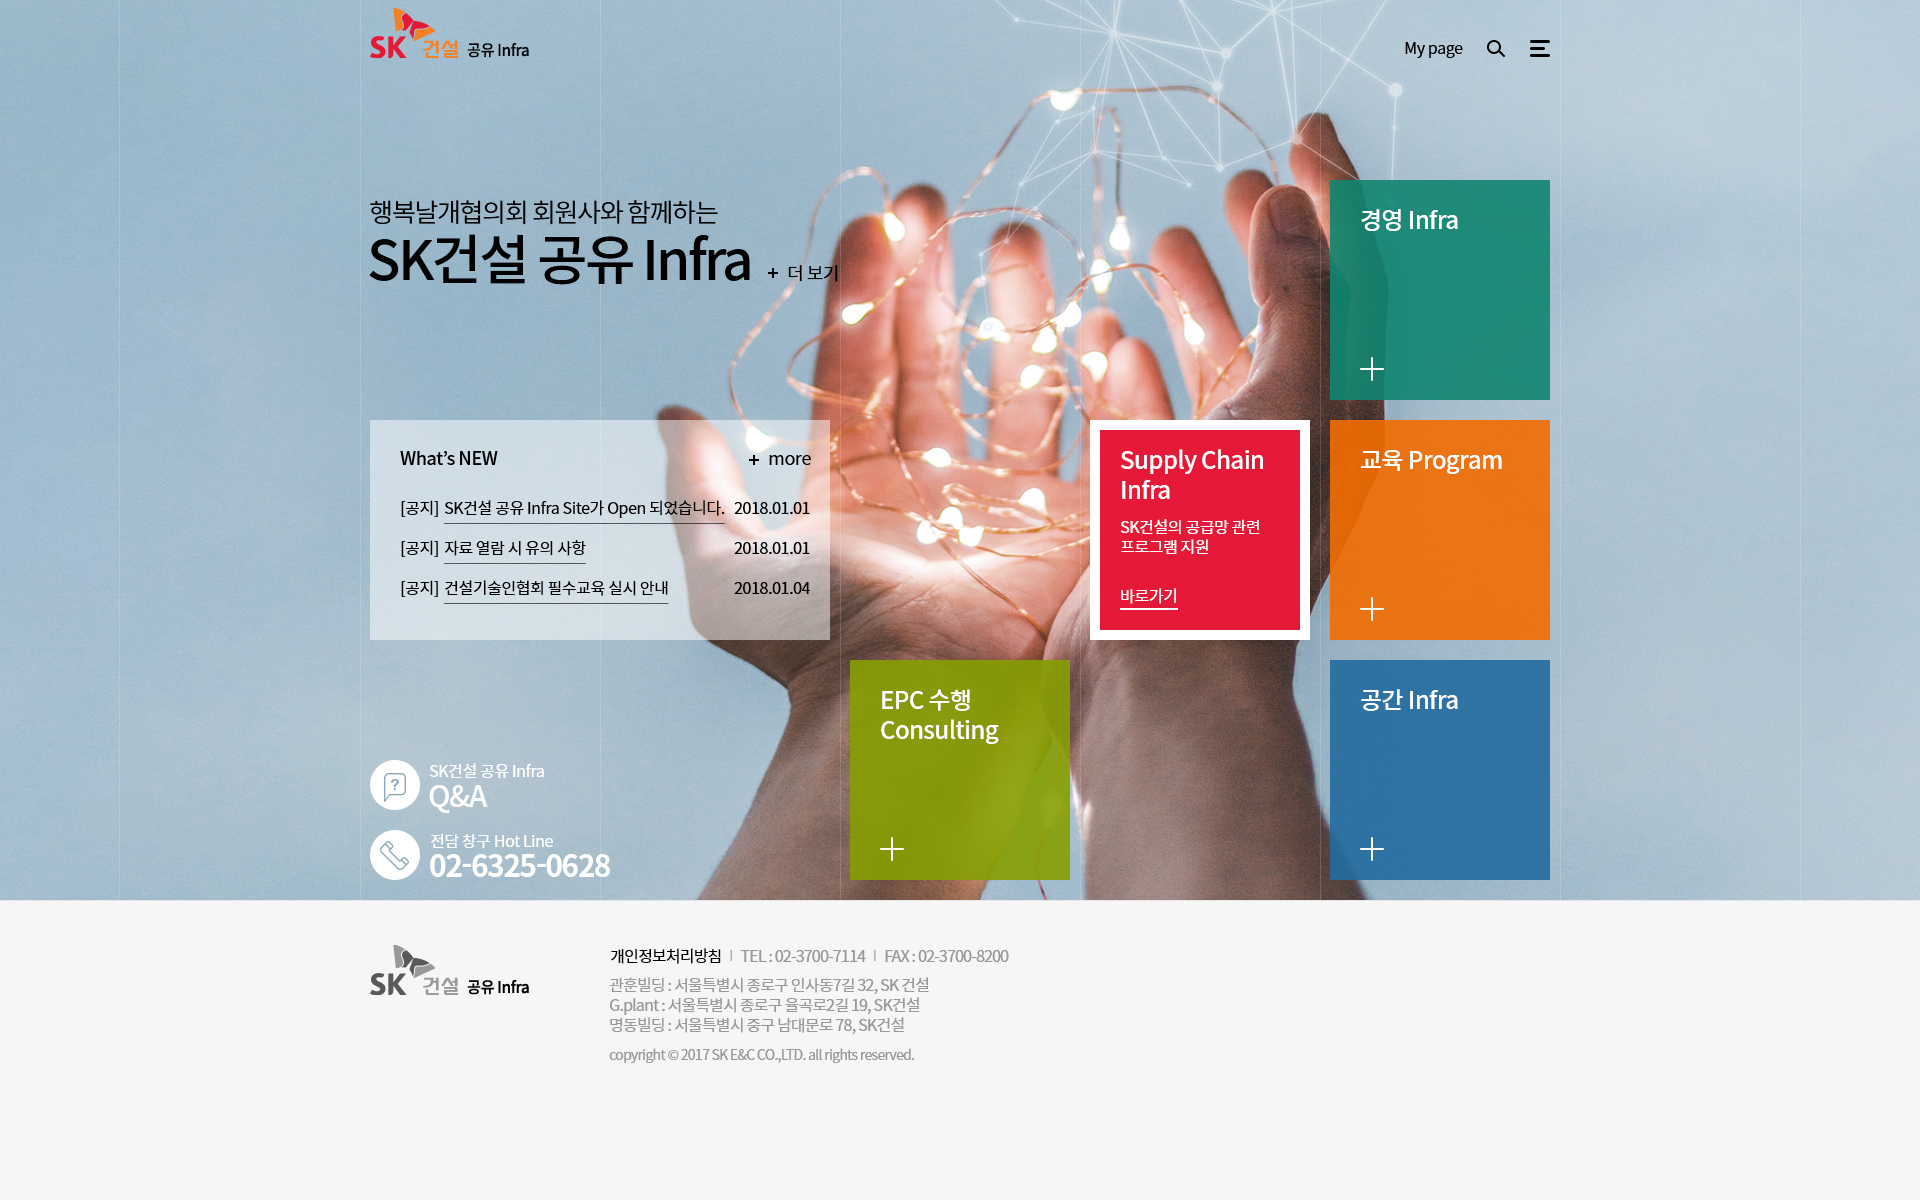 SK건설 공유 Infra
My page
행복날개협의회 회원사와 함께하는
SK건설 공유 Infra + 더 보기
경영 Infra
What's NEW + more
[공지] SK건설 공유 Infra Site가 Open 되었습니다. 2018.01.01
[공지] 자료 열람 시 유의 사항 2018.01.01
[공지] 건설기술인협회 필수교육 실시 안내 2018.01.04
Supply Chain
Infra
SK건설의 공급망 관련
프로그램 지원
바로가기
교육 Program
EPC 수행
Consulting
공간 Infra
SK건설 공유 Infra
Q&A
전담 창구 Hot Line
02-6325-0628
SK건설 공유 Infra
개인정보처리방침 | TEL : 02-3700-7114 | FAX : 02-3700-8200
관훈빌딩 : 서울특별시 종로구 인사동7길 32, SK 건설
G.plant : 서울특별시 종로구 율곡로2길 19, SK건설
명동빌딩 : 서울특별시 중구 남대문로 78, SK건설
copyright © 2017 SK E&C CO.,LTD. all rights reserved.